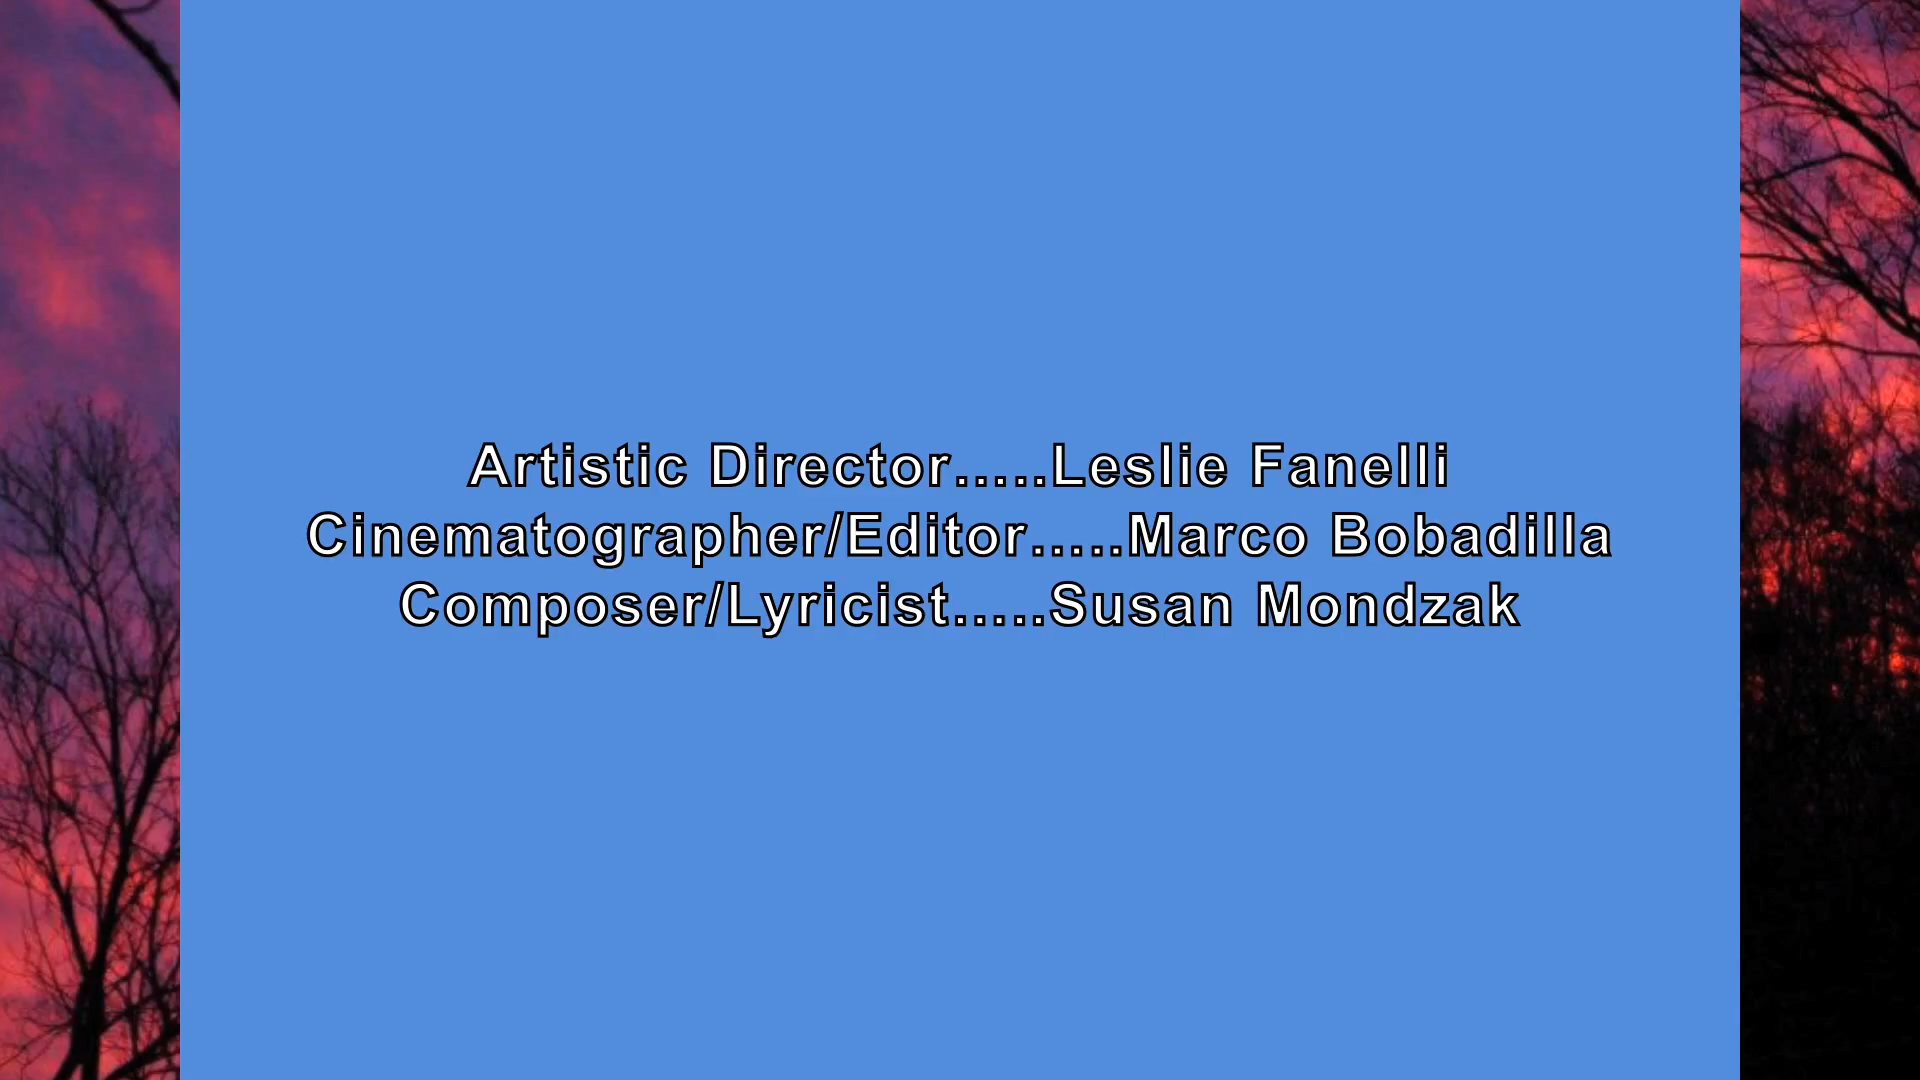 Artistic Director.....Leslie Fanelli
Cinematographer/Editor.....Marco Bobadilla
Composer/Lyricist.....Susan Mondzak